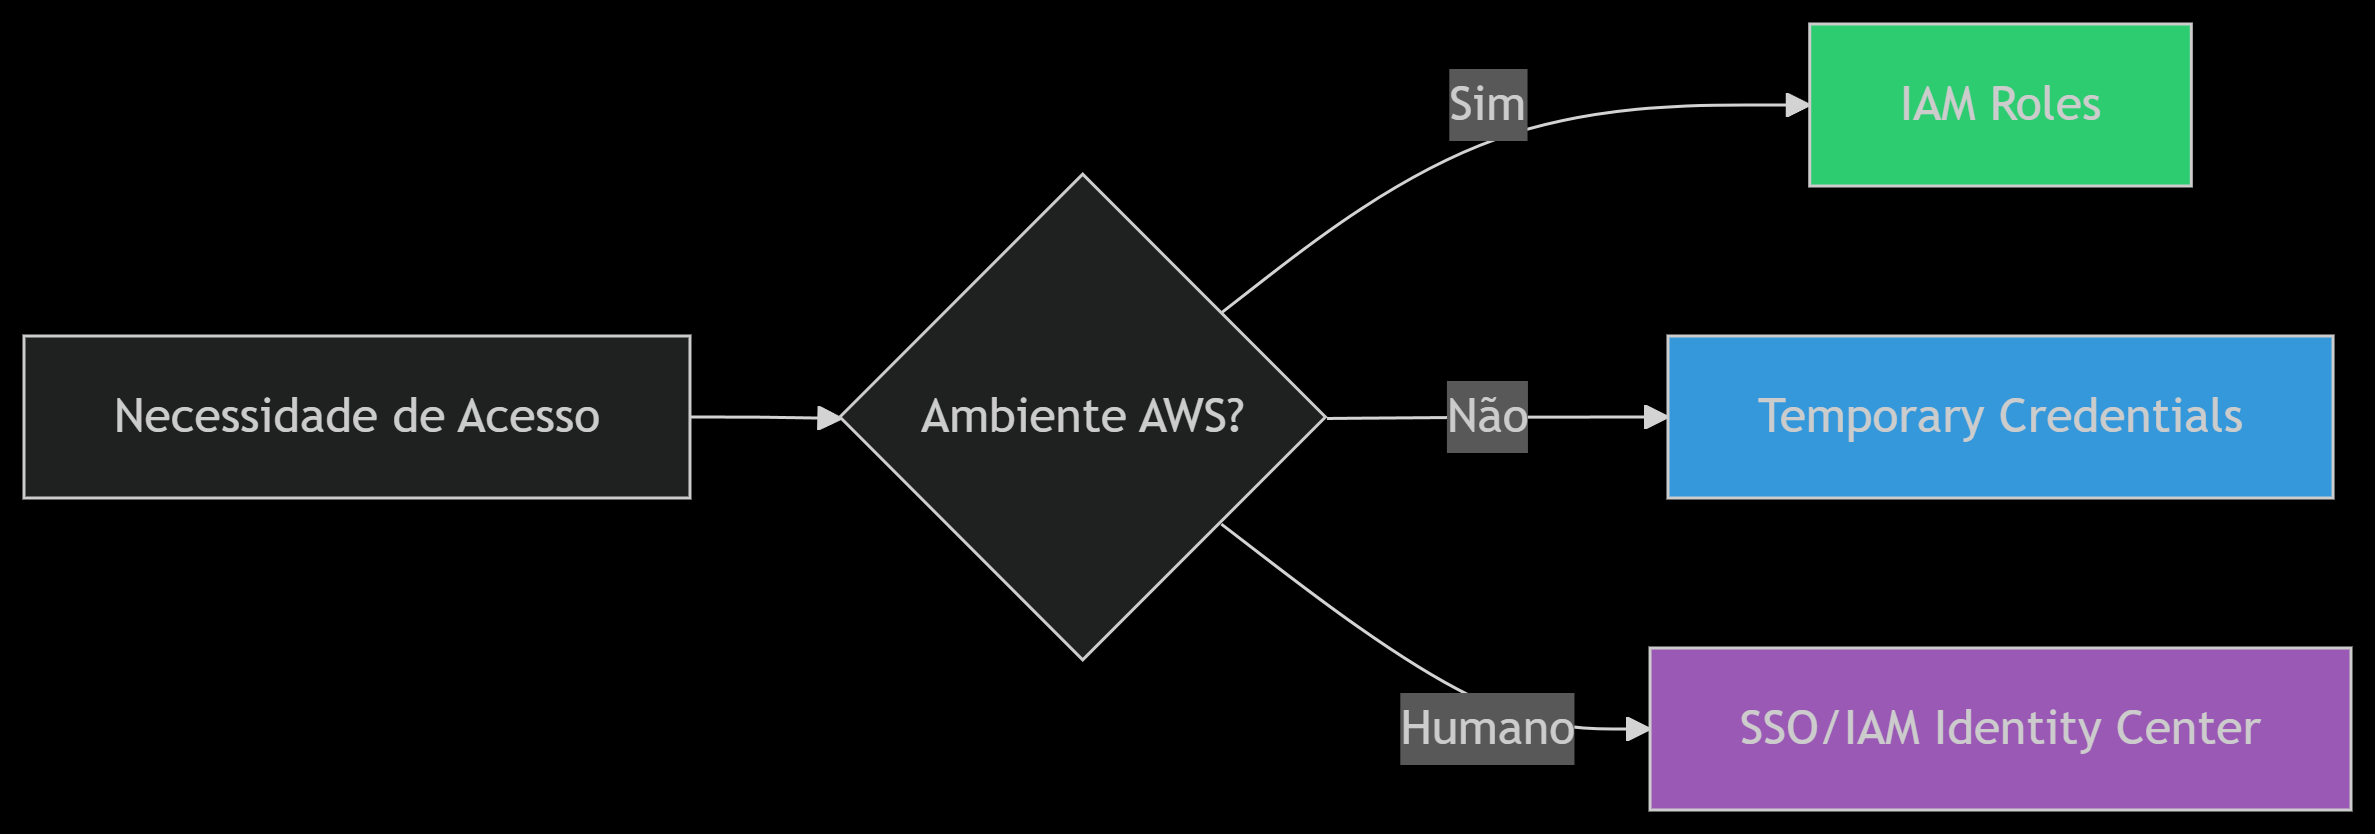 Necessidade de Acesso
Ambiente AWS?
Sim
IAM Roles
Não
Temporary Credentials
Humano
SSO/IAM Identity Center